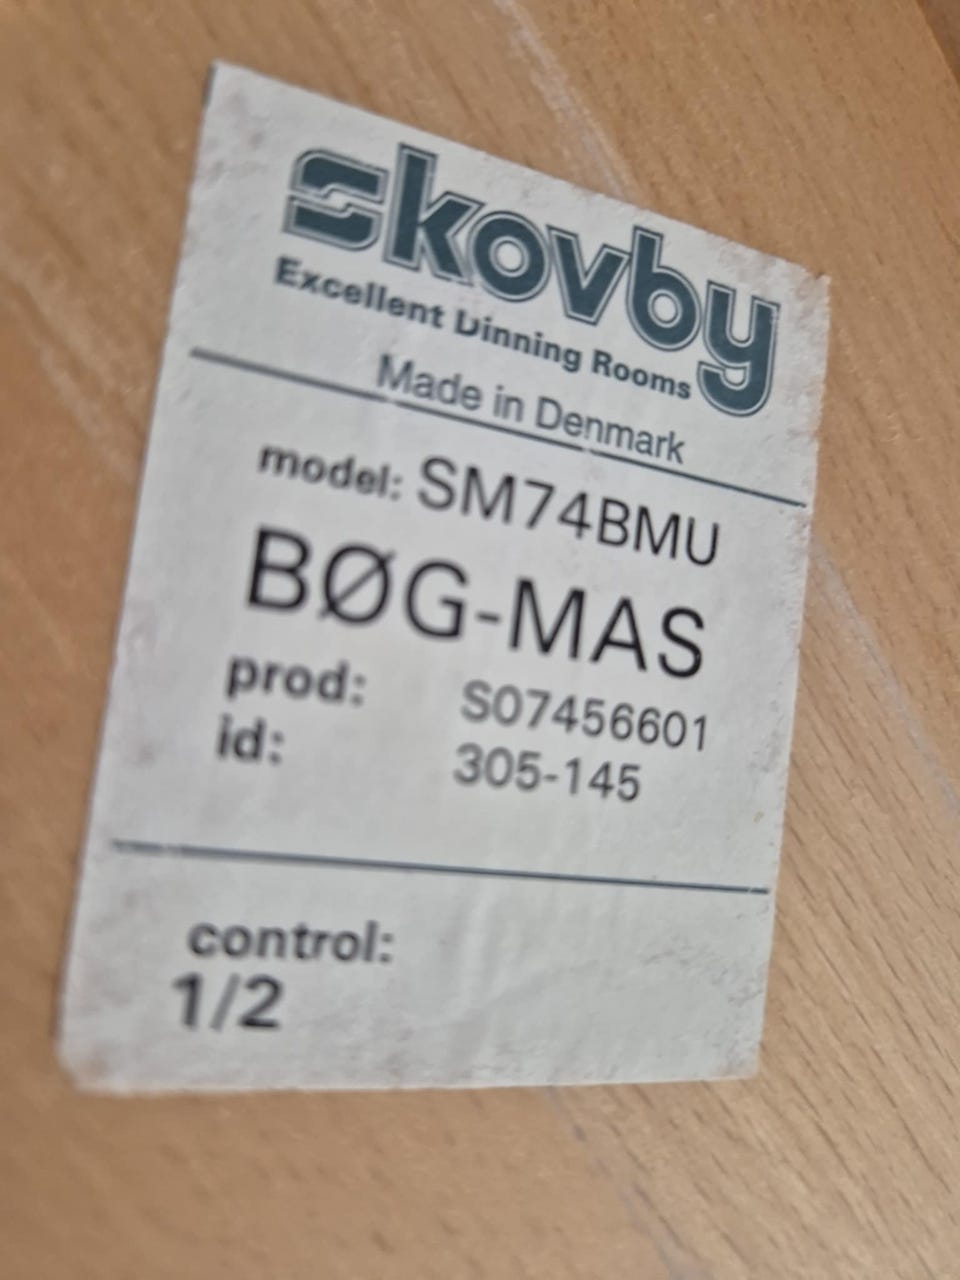 skovby
Excellent Dinning Rooms
Made in Denmark
model: SM74BMU
BØG-MAS
prod: S07456601
id: 305-145
control:
1/2